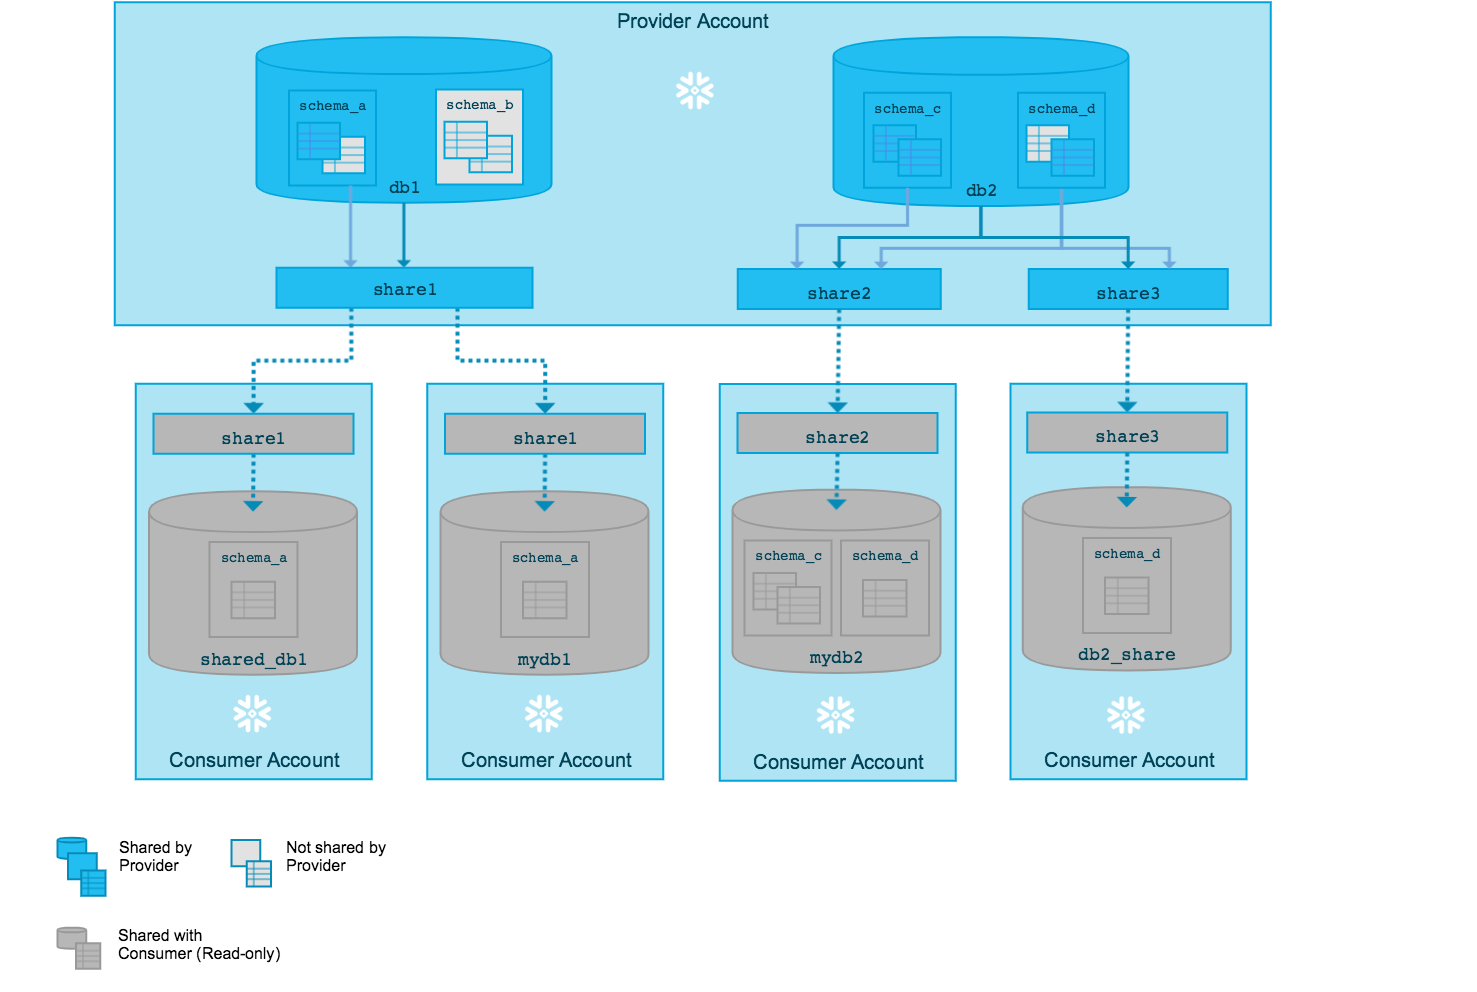 Provider Account
schema_a
schema_b
schema_c
schema_d
db1
db2
share1
share2
share3
share1
share1
share2
share3
schema_a
schema_a
schema_c
schema_d
schema_d
shared_db1
mydb1
mydb2
db2_share
Consumer Account
Consumer Account
Consumer Account
Consumer Account
Shared by
Provider
Not shared by
Provider
Shared with
Consumer (Read-only)